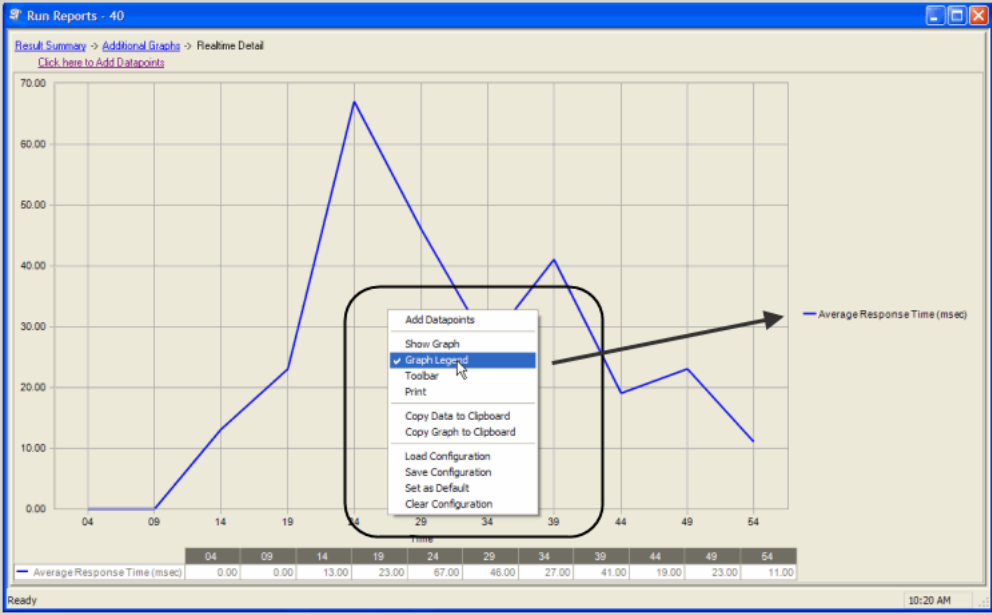 Run Reports - 40
Result Summary -> Additional Graphs -> Realtime Detail
Click here to Add Datapoints
70.00
60.00
50.00
40.00
30.00
20.00
10.00
0.00
Add Datapoints
Show Graph
Graph Legend
Toolbar
Print
Copy Data to Clipboard
Copy Graph to Clipboard
Load Configuration
Save Configuration
Set as Default
Clear Configuration
Average Response Time (msec)
04 09 14 19 24 29 34 39 44 49 54
Time
04 09 14 19 24 29 34 39 44 49 54
Average Response Time (msec) 0.00 0.00 13.00 23.00 67.00 46.00 27.00 41.00 19.00 23.00 11.00
Ready 10:20 AM